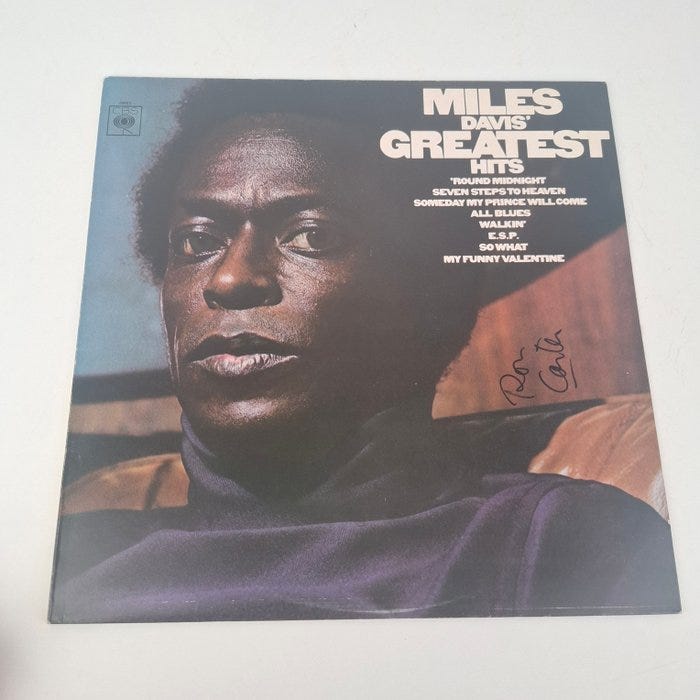 CBS
MILES
DAVIS'
GREATEST
HITS
'ROUND MIDNIGHT
SEVEN STEPS TO HEAVEN
SOMEDAY MY PRINCE WILL COME
ALL BLUES
WALKIN'
E.S.P.
SO WHAT
MY FUNNY VALENTINE
Ron
Carter